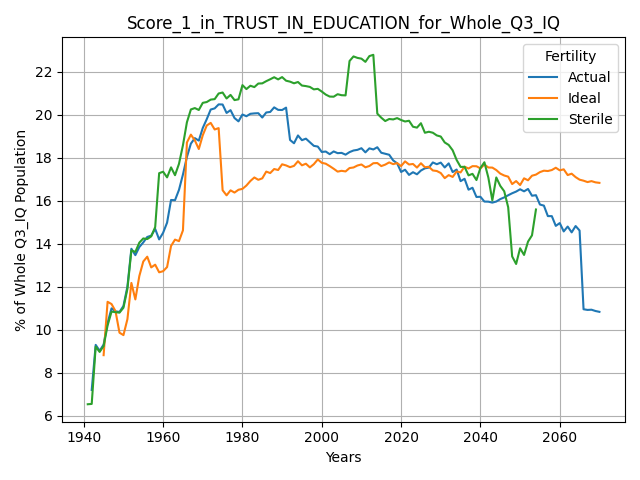 Score_1_in_TRUST_IN_EDUCATION_for_Whole_Q3_IQ
% of Whole Q3_IQ Population
22
20
18
16
14
12
10
8
6
Fertility
Actual
Ideal
Sterile
1940 1960 1980 2000 2020 2040 2060
Years